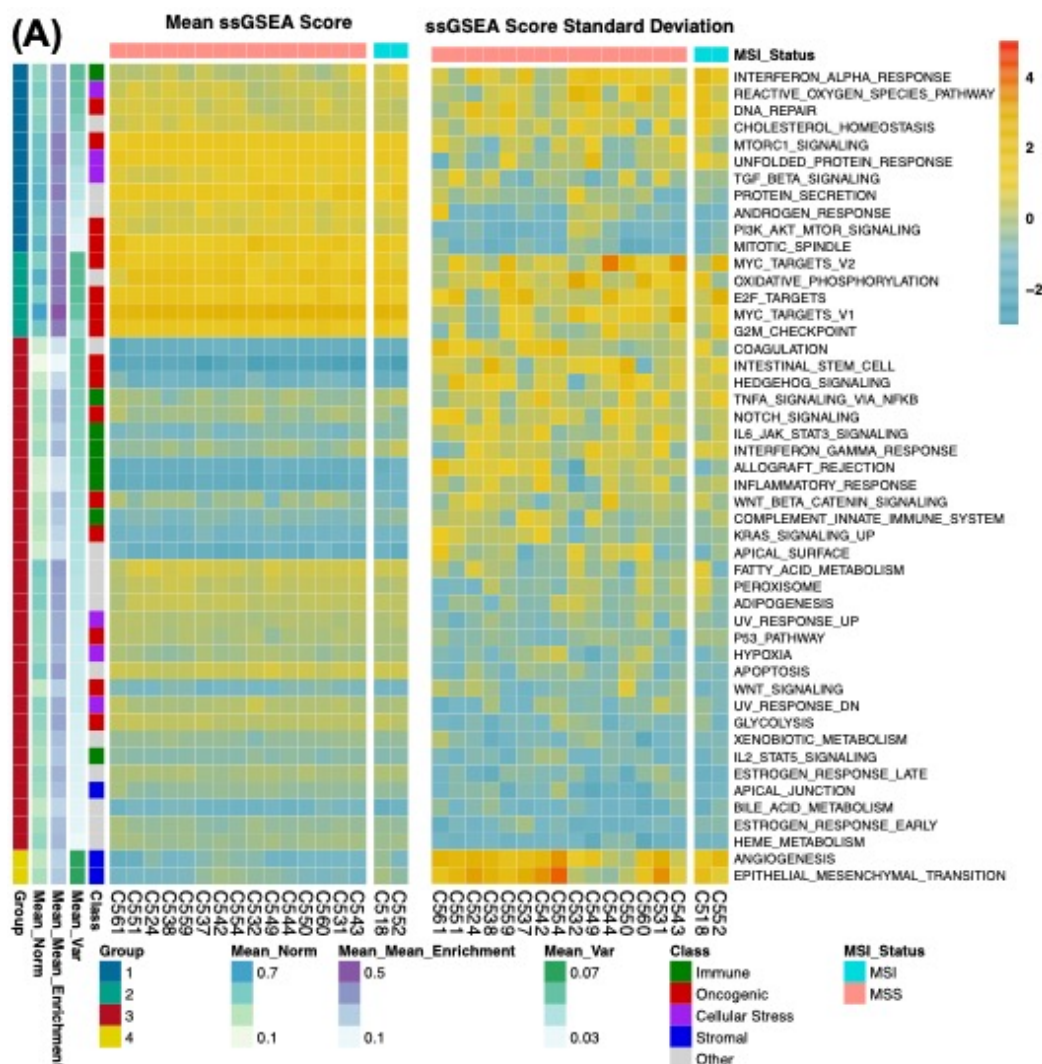 (A)
Mean ssGSEA Score
ssGSEA Score Standard Deviation
MSI_Status
INTERFERON_ALPHA_RESPONSE
REACTIVE_OXYGEN_SPECIES_PATHWAY
DNA_REPAIR
CHOLESTEROL_HOMEOSTASIS
MTORC1_SIGNALING
UNFOLDED_PROTEIN_RESPONSE
TGF_BETA_SIGNALING
PROTEIN_SECRETION
ANDROGEN_RESPONSE
PI3K_AKT_MTOR_SIGNALING
MITOTIC_SPINDLE
MYC_TARGETS_V2
OXIDATIVE_PHOSPHORYLATION
E2F_TARGETS
MYC_TARGETS_V1
G2M_CHECKPOINT
COAGULATION
INTESTINAL_STEM_CELL
HEDGEHOG_SIGNALING
TNFA_SIGNALING_VIA_NFKB
NOTCH_SIGNALING
IL6_JAK_STAT3_SIGNALING
INTERFERON_GAMMA_RESPONSE
ALLOGRAFT_REJECTION
INFLAMMATORY_RESPONSE
WNT_BETA_CATENIN_SIGNALING
COMPLEMENT_INNATE_IMMUNE_SYSTEM
KRAS_SIGNALING_UP
APICAL_SURFACE
FATTY_ACID_METABOLISM
PEROXISOME
ADIPOGENESIS
UV_RESPONSE_UP
P53_PATHWAY
HYPOXIA
APOPTOSIS
WNT_SIGNALING
UV_RESPONSE_DN
GLYCOLYSIS
XENOBIOTIC_METABOLISM
IL2_STAT5_SIGNALING
ESTROGEN_RESPONSE_LATE
APICAL_JUNCTION
BILE_ACID_METABOLISM
ESTROGEN_RESPONSE_EARLY
HEME_METABOLISM
ANGIOGENESIS
EPITHELIAL_MESENCHYMAL_TRANSITION
4
2
0
−2
Group
Mean_Norm
Mean_Mean_Enrichment
Mean_Var
Class
C561
C551
C524
C538
C559
C537
C542
C554
C532
C549
C544
C550
C560
C531
C543
C518
C552
C561
C551
C524
C538
C559
C537
C542
C554
C532
C549
C544
C550
C560
C531
C543
C518
C552
Group
1
2
3
4
Mean_Norm
0.7
0.1
Mean_Mean_Enrichment
0.5
0.1
Mean_Var
0.07
0.03
Class
Immune
Oncogenic
Cellular Stress
Stromal
Other
MSI_Status
MSI
MSS